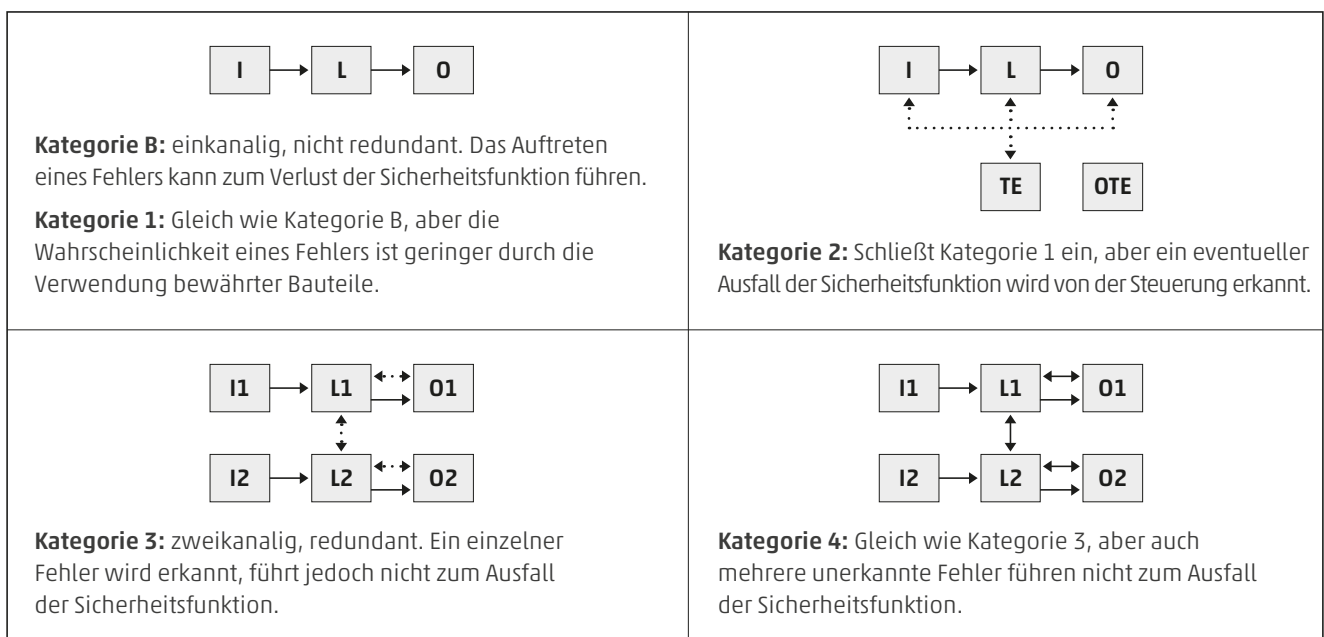 I L O
Kategorie B: einkanalig, nicht redundant. Das Auftreten
eines Fehlers kann zum Verlust der Sicherheitsfunktion führen.
Kategorie 1: Gleich wie Kategorie B, aber die
Wahrscheinlichkeit eines Fehlers ist geringer durch die
Verwendung bewährter Bauteile.
I L O
TE OTE
Kategorie 2: Schließt Kategorie 1 ein, aber ein eventueller
Ausfall der Sicherheitsfunktion wird von der Steuerung erkannt.
I1 L1 O1
I2 L2 O2
Kategorie 3: zweikanalig, redundant. Ein einzelner
Fehler wird erkannt, führt jedoch nicht zum Ausfall
der Sicherheitsfunktion.
I1 L1 O1
I2 L2 O2
Kategorie 4: Gleich wie Kategorie 3, aber auch
mehrere unerkannte Fehler führen nicht zum Ausfall
der Sicherheitsfunktion.